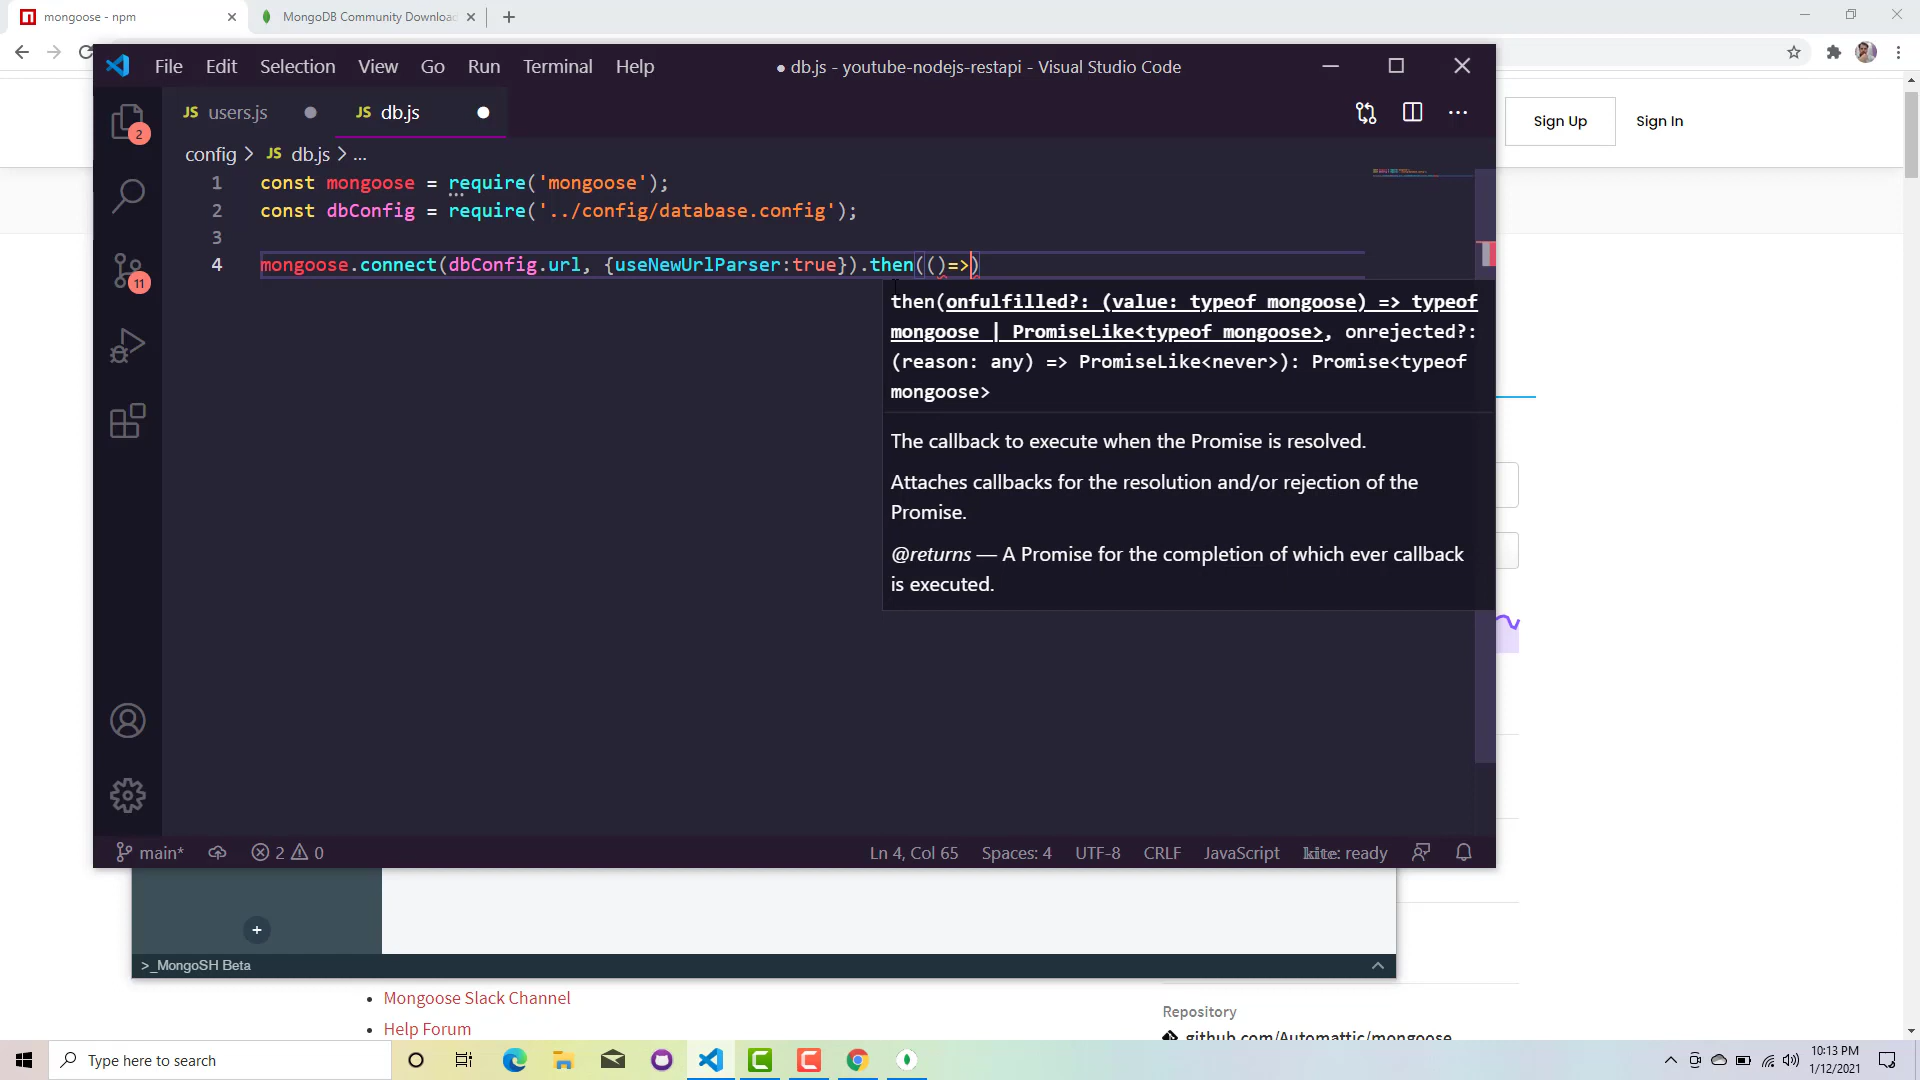 mongoose - npm
MongoDB Community Downloa
File Edit Selection View Go Run Terminal Help
● db.js - youtube-nodejs-restapi - Visual Studio Code
Sign Up
Sign In
JS users.js
JS db.js
config > JS db.js > ...
1 const mongoose = require('mongoose');
2 const dbConfig = require('../config/database.config');
3
4 mongoose.connect(dbConfig.url, {useNewUrlParser:true}).then(()=>)
then(onfulfilled?: (value: typeof mongoose) => typeof
mongoose | PromiseLike<typeof mongoose>, onrejected?:
(reason: any) => PromiseLike<never>): Promise<typeof
mongoose>
The callback to execute when the Promise is resolved.
Attaches callbacks for the resolution and/or rejection of the
Promise.
@returns — A Promise for the completion of which ever callback
is executed.
2
11
main* 2 0
Ln 4, Col 65 Spaces: 4 UTF-8 CRLF JavaScript kite: ready
>_MongoSH Beta
Mongoose Slack Channel
Help Forum
Repository
github.com/Automattic/mongoose
Type here to search
10:13 PM
1/12/2021